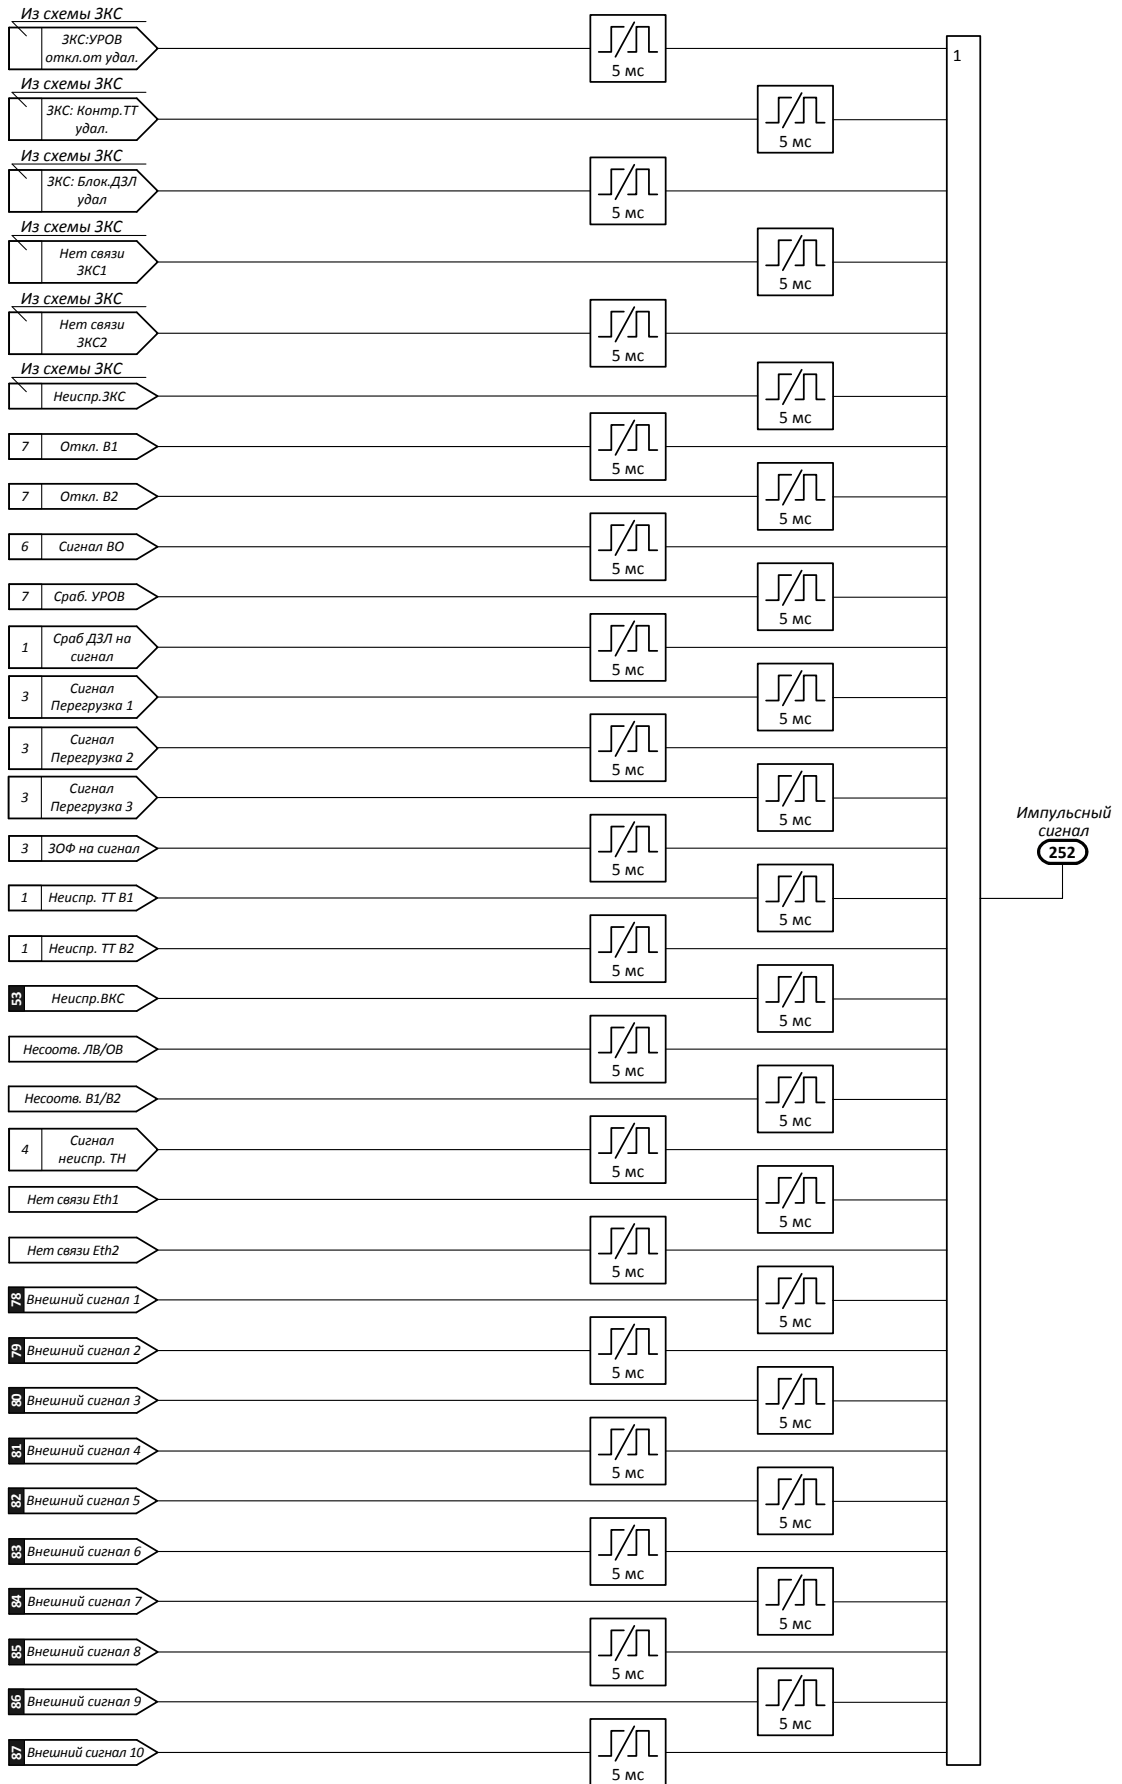 Из схемы ЗКС
ЗКС:УРОВ
откл.от удал.
5 мс
1
Из схемы ЗКС
ЗКС: Контр.ТТ
удал.
5 мс
Из схемы ЗКС
ЗКС: Блок.ДЗЛ
удал
5 мс
Из схемы ЗКС
Нет связи
ЗКС1
5 мс
Из схемы ЗКС
Нет связи
ЗКС2
5 мс
Из схемы ЗКС
Неиспр.ЗКС
5 мс
7 Откл. В1
5 мс
7 Откл. В2
5 мс
6 Сигнал ВО
5 мс
7 Сраб. УРОВ
5 мс
1 Сраб ДЗЛ на
сигнал
5 мс
3 Сигнал
Перегрузка 1
5 мс
3 Сигнал
Перегрузка 2
5 мс
3 Сигнал
Перегрузка 3
5 мс
Импульсный
сигнал
252
3 ЗОФ на сигнал
5 мс
1 Неиспр. ТТ В1
5 мс
1 Неиспр. ТТ В2
5 мс
53 Неиспр.ВКС
5 мс
Несоотв. ЛВ/ОВ
5 мс
Несоотв. В1/В2
5 мс
4 Сигнал
неиспр. ТН
5 мс
Нет связи Eth1
5 мс
Нет связи Eth2
5 мс
78 Внешний сигнал 1
5 мс
79 Внешний сигнал 2
5 мс
80 Внешний сигнал 3
5 мс
81 Внешний сигнал 4
5 мс
82 Внешний сигнал 5
5 мс
83 Внешний сигнал 6
5 мс
84 Внешний сигнал 7
5 мс
85 Внешний сигнал 8
5 мс
86 Внешний сигнал 9
5 мс
87 Внешний сигнал 10
5 мс